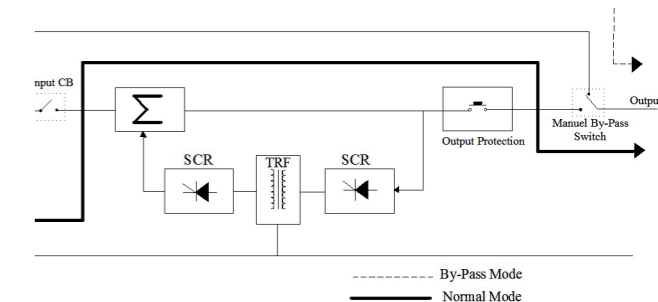 nput CB
Σ
Outpu
Manuel By-Pass
Switch
Output Protection
SCR
TRF
SCR
By-Pass Mode
Normal Mode